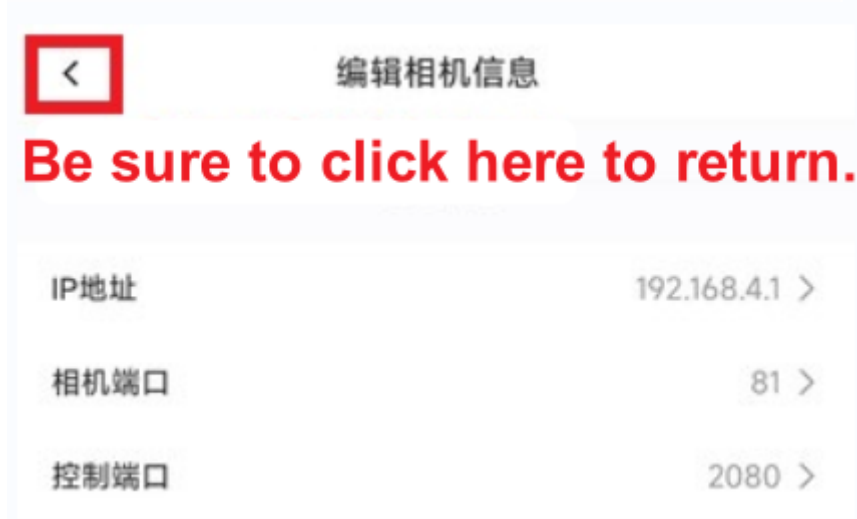 编辑相机信息
Be sure to click here to return.
IP地址 192.168.4.1
相机端口 81
控制端口 2080